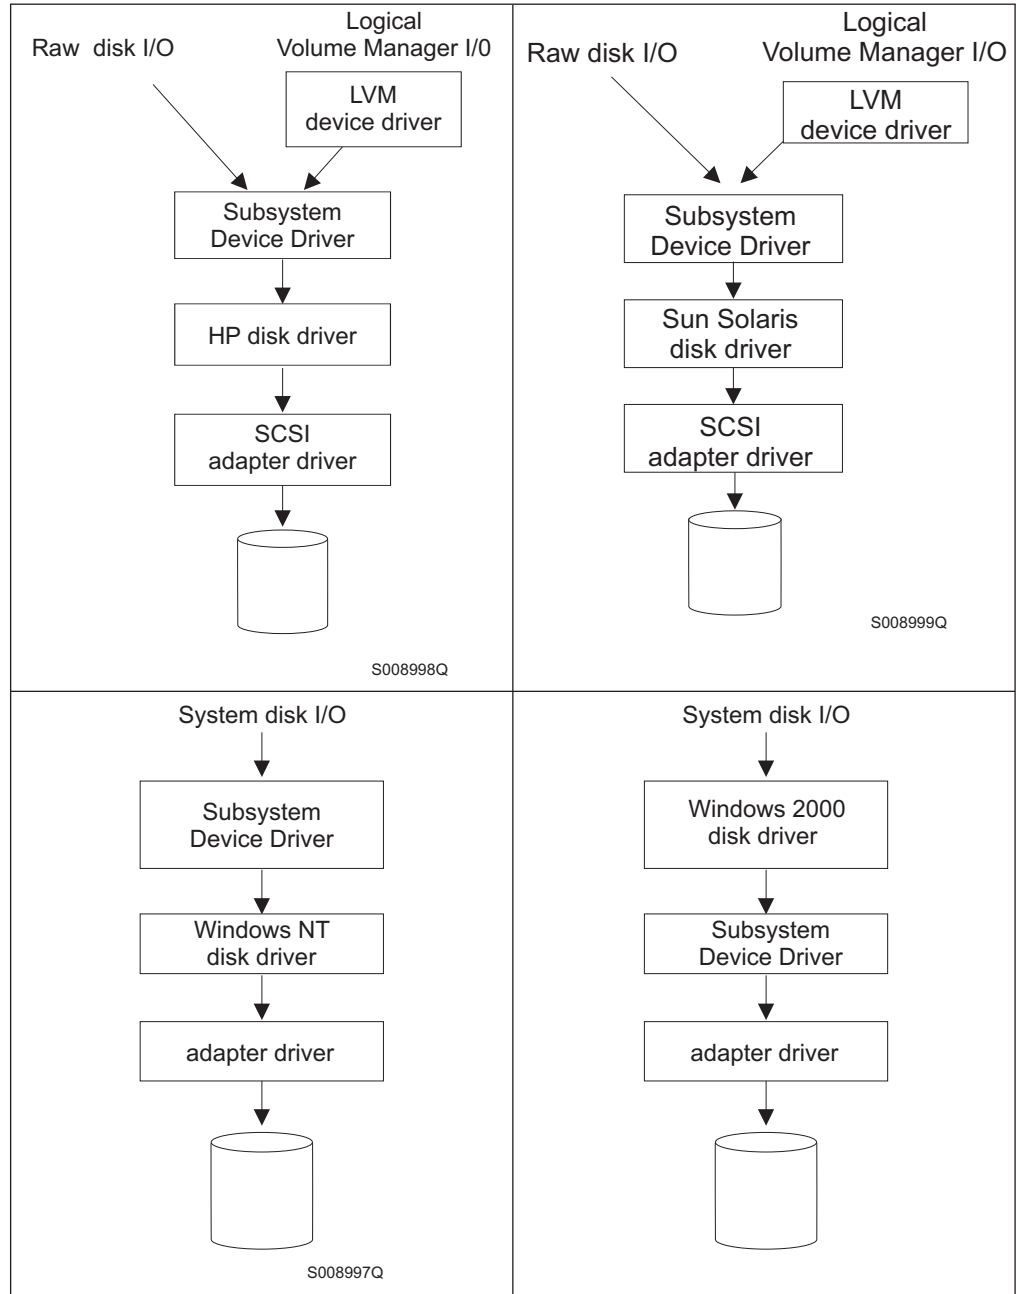 Raw disk I/O
Logical
Volume Manager I/0
LVM
device driver
Subsystem
Device Driver
HP disk driver
SCSI
adapter driver
S008998Q
Raw disk I/O
Logical
Volume Manager I/O
LVM
device driver
Subsystem
Device Driver
Sun Solaris
disk driver
SCSI
adapter driver
S008999Q
System disk I/O
Subsystem
Device Driver
Windows NT
disk driver
adapter driver
S008997Q
System disk I/O
Windows 2000
disk driver
Subsystem
Device Driver
adapter driver